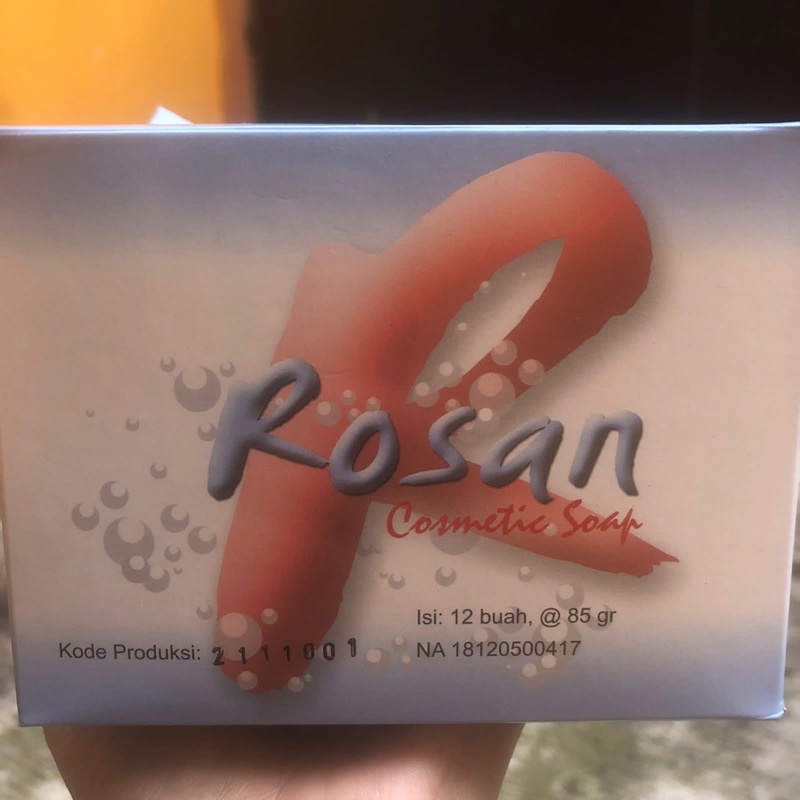 Rosan
Cosmetic Soap
Isi: 12 buah, @ 85 gr
Kode Produksi: 2111001
NA 18120500417